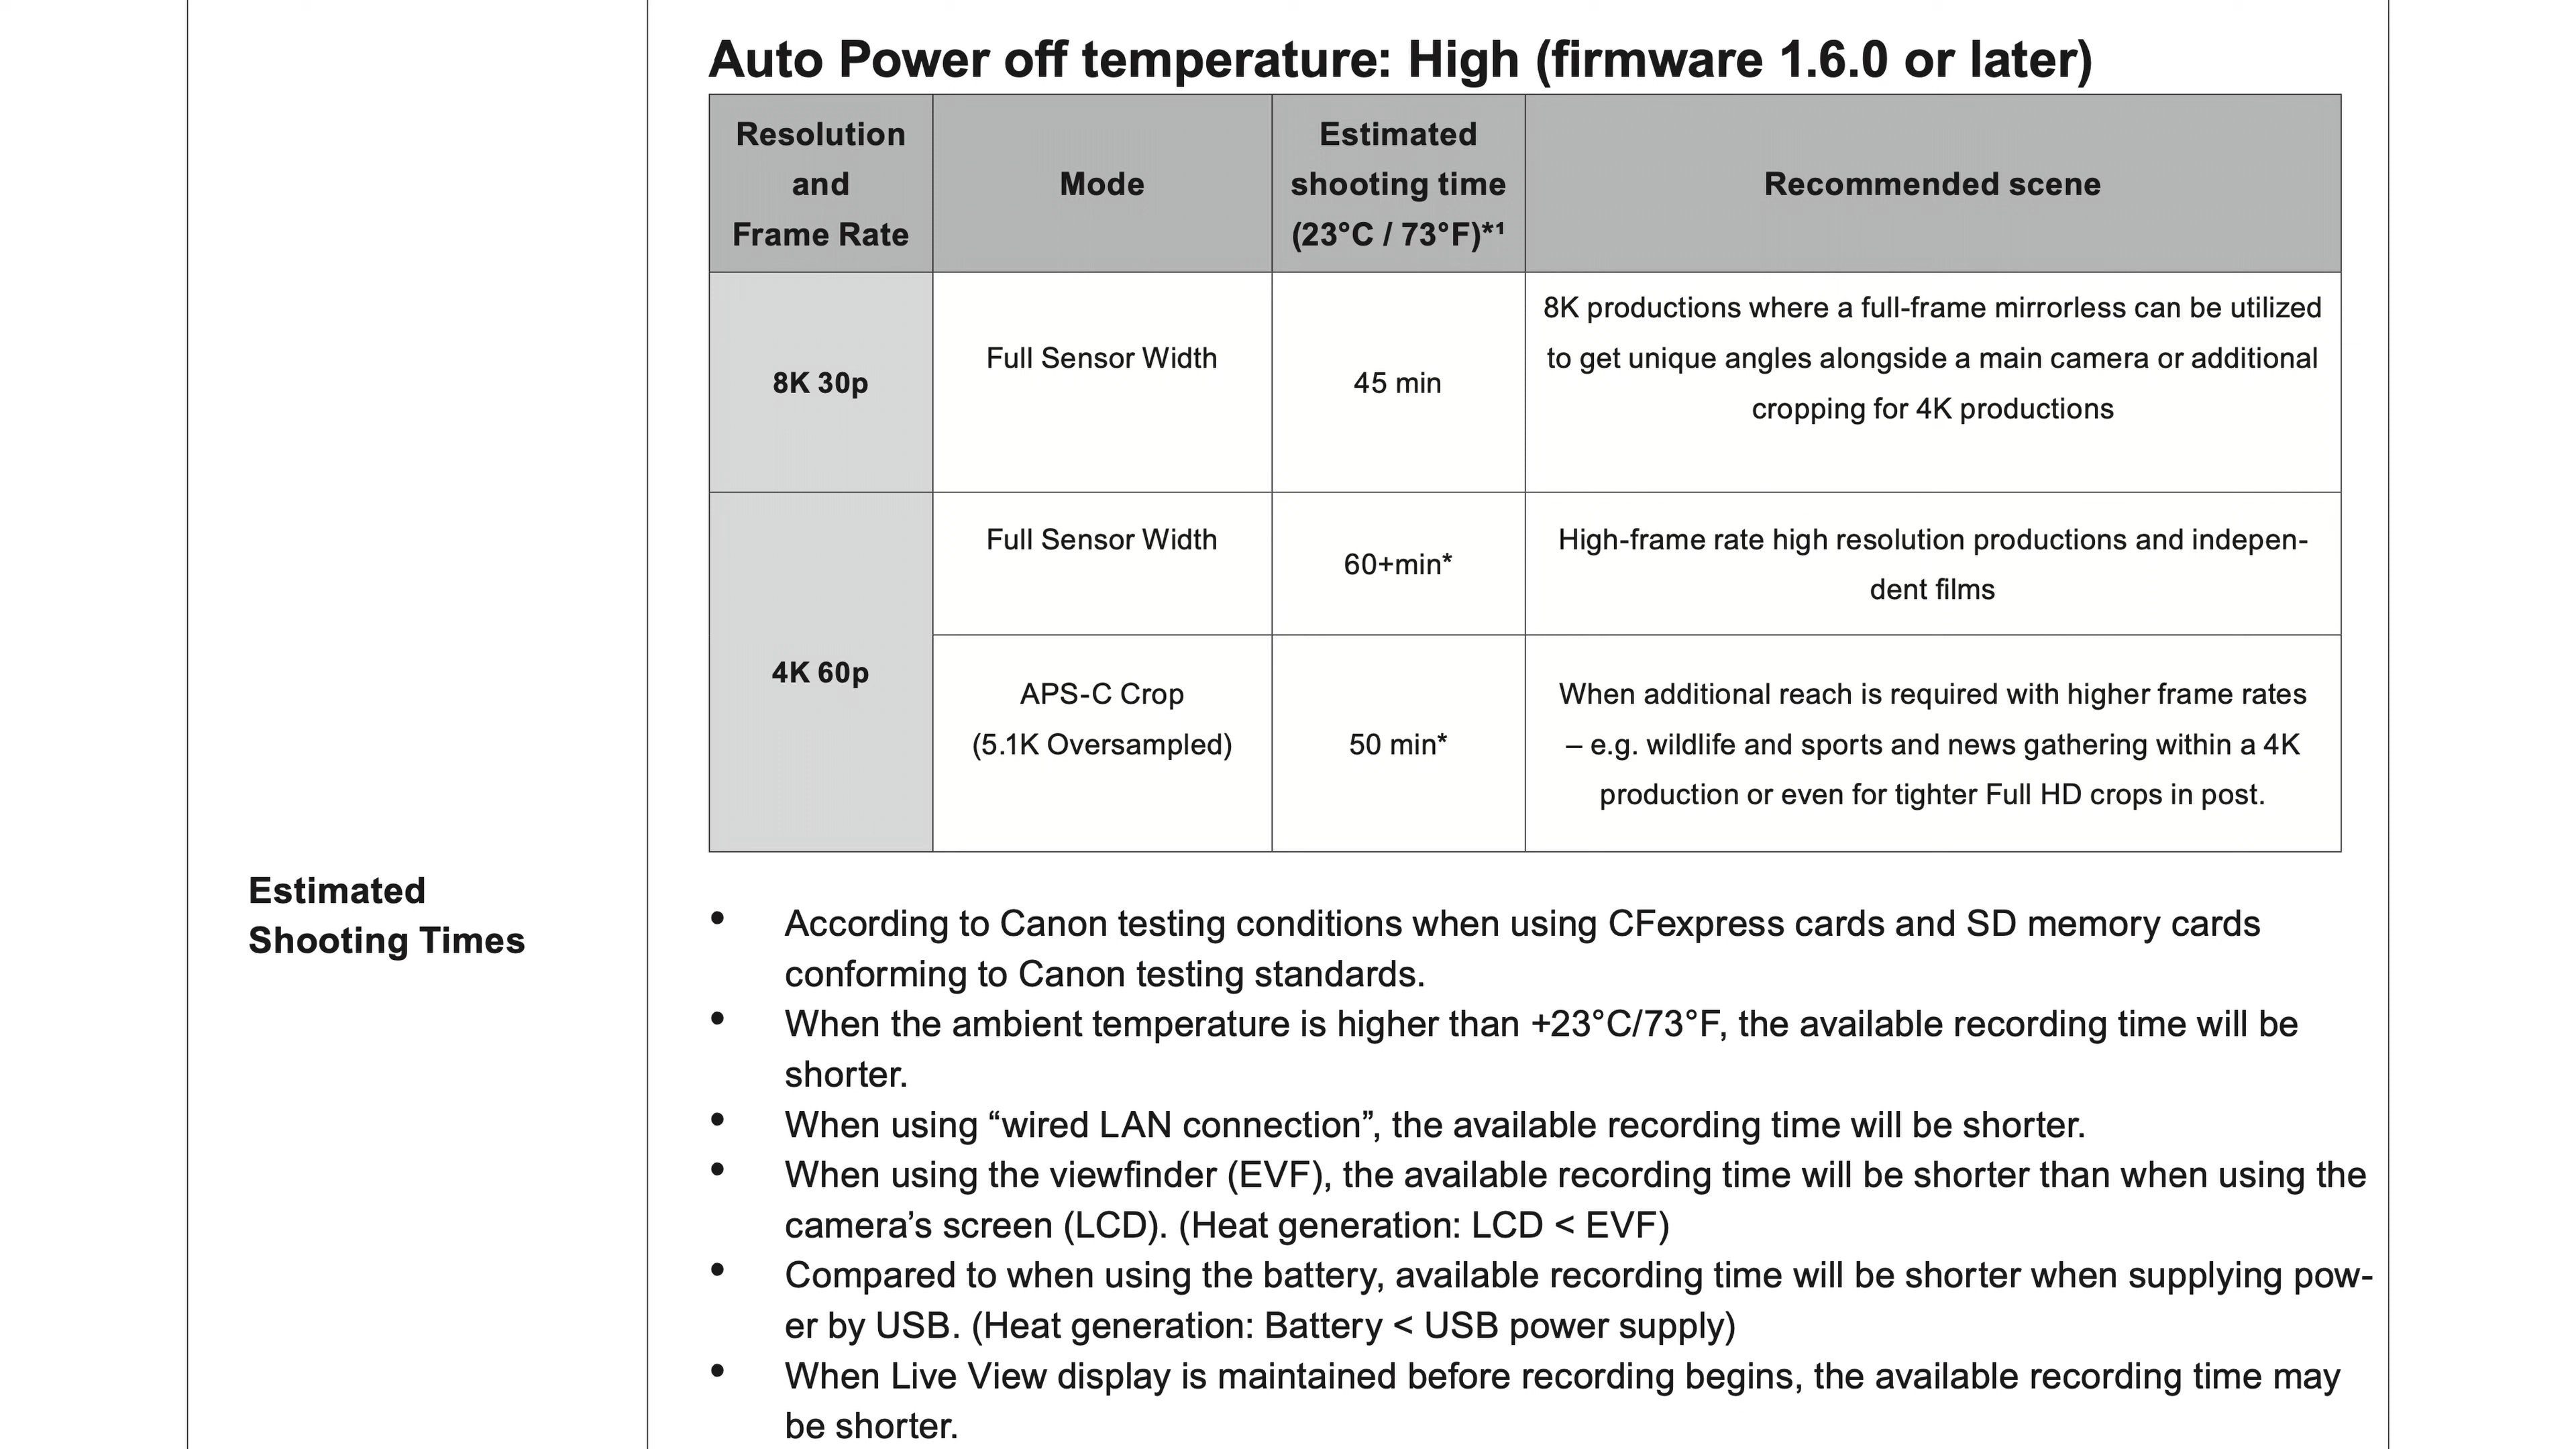 Auto Power off temperature: High (firmware 1.6.0 or later)
Resolution
and
Frame Rate
Mode
Estimated
shooting time
(23°C / 73°F)*¹
Recommended scene
8K 30p
Full Sensor Width
45 min
8K productions where a full-frame mirrorless can be utilized
to get unique angles alongside a main camera or additional
cropping for 4K productions
4K 60p
Full Sensor Width
60+min*
High-frame rate high resolution productions and indepen-
dent films
APS-C Crop
(5.1K Oversampled)
50 min*
When additional reach is required with higher frame rates
– e.g. wildlife and sports and news gathering within a 4K
production or even for tighter Full HD crops in post.
Estimated
Shooting Times
• According to Canon testing conditions when using CFexpress cards and SD memory cards
conforming to Canon testing standards.
• When the ambient temperature is higher than +23°C/73°F, the available recording time will be
shorter.
• When using “wired LAN connection”, the available recording time will be shorter.
• When using the viewfinder (EVF), the available recording time will be shorter than when using the
camera’s screen (LCD). (Heat generation: LCD < EVF)
• Compared to when using the battery, available recording time will be shorter when supplying pow-
er by USB. (Heat generation: Battery < USB power supply)
• When Live View display is maintained before recording begins, the available recording time may
be shorter.